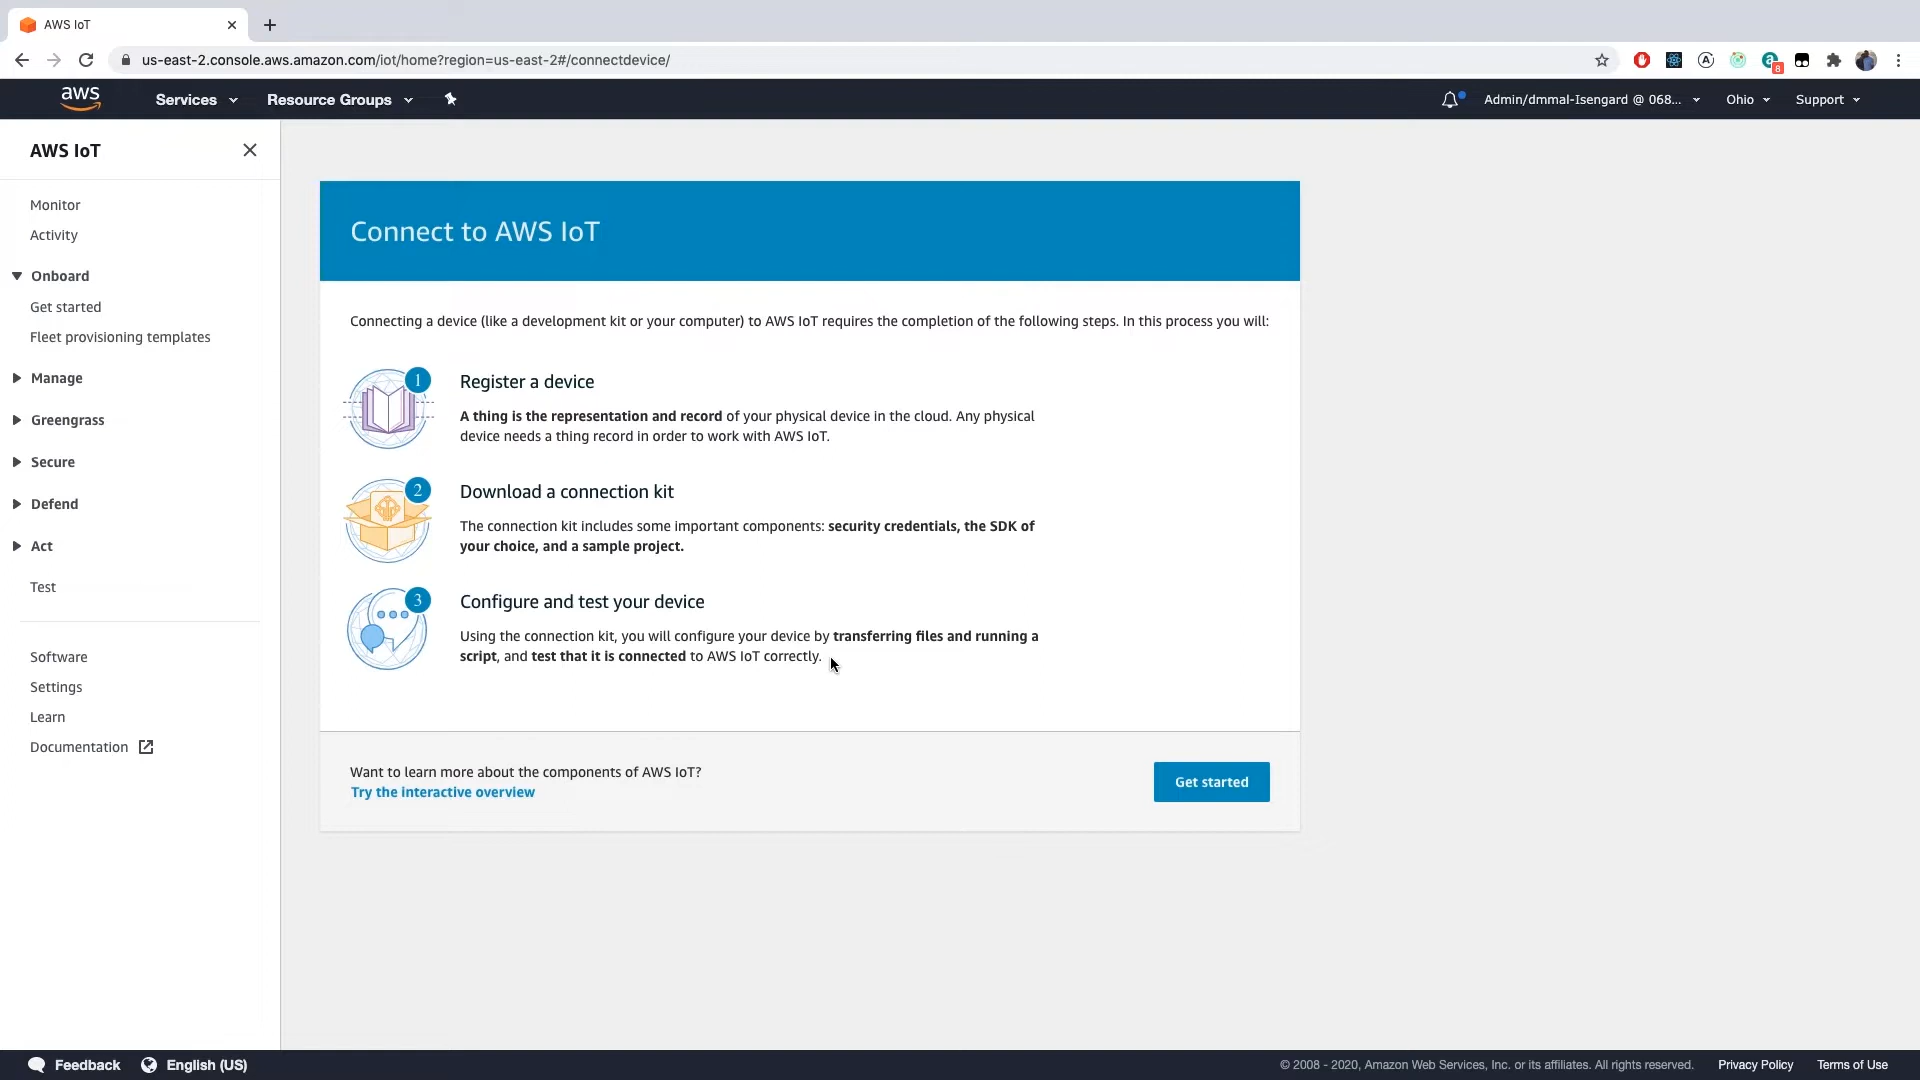 AWS IoT
us-east-2.console.aws.amazon.com/iot/home?region=us-east-2#/connectdevice/
8
aws
Services
Resource Groups
Admin/dmmal-Isengard @ 068...
Ohio
Support
AWS IoT
Monitor
Activity
Onboard
Get started
Fleet provisioning templates
Manage
Greengrass
Secure
Defend
Act
Test
Software
Settings
Learn
Documentation
Connect to AWS IoT
Connecting a device (like a development kit or your computer) to AWS IoT requires the completion of the following steps. In this process you will:
1
Register a device
A thing is the representation and record of your physical device in the cloud. Any physical
device needs a thing record in order to work with AWS IoT.
2
Download a connection kit
The connection kit includes some important components: security credentials, the SDK of
your choice, and a sample project.
3
Configure and test your device
Using the connection kit, you will configure your device by transferring files and running a
script, and test that it is connected to AWS IoT correctly.
Want to learn more about the components of AWS IoT?
Try the interactive overview
Get started
Feedback
English (US)
© 2008 - 2020, Amazon Web Services, Inc. or its affiliates. All rights reserved.
Privacy Policy
Terms of Use